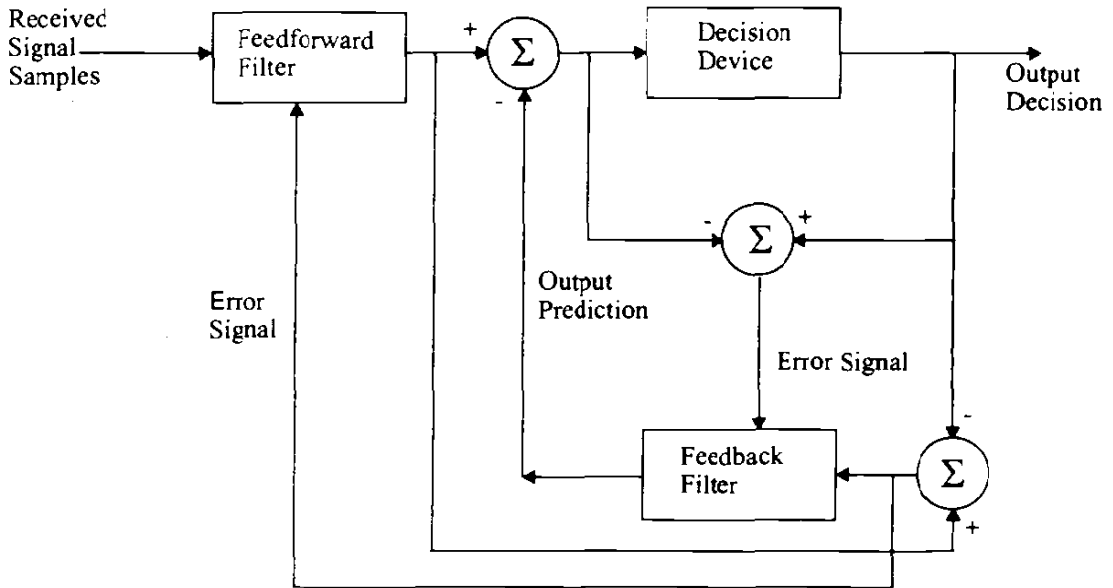 Received
Signal
Samples
Feedforward
Filter
+
Σ
-
Decision
Device
Output
Decision
-
Σ
+
Error
Signal
Output
Prediction
Error Signal
Feedback
Filter
-
Σ
+